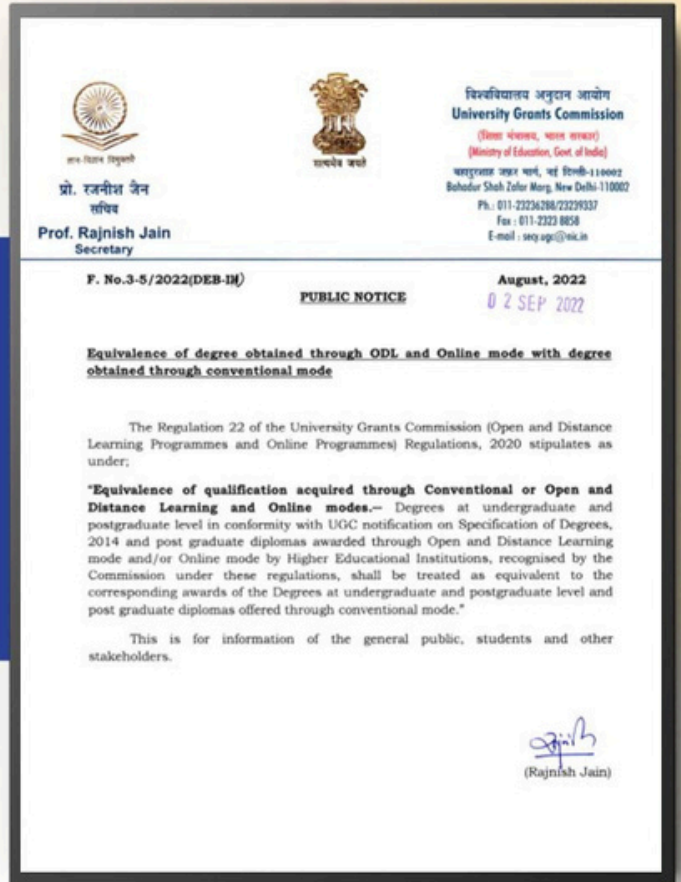 ज्ञान-विज्ञान विमुक्तये
प्रो. रजनीश जैन
सचिव
Prof. Rajnish Jain
Secretary
सत्यमेव जयते
विश्वविद्यालय अनुदान आयोग
University Grants Commission
(शिक्षा मंत्रालय, भारत सरकार)
(Ministry of Education, Govt. of India)
बहादुरशाह ज़फ़र मार्ग, नई दिल्ली-110002
Bahadur Shah Zafar Marg, New Delhi-110002
Ph.: 011-23236288/23239337
Fax : 011-2323 8858
E-mail : secy.ugc@nic.in
F. No.3-5/2022(DEB-III)
August, 2022
PUBLIC NOTICE
02 SEP 2022
Equivalence of degree obtained through ODL and Online mode with degree
obtained through conventional mode
The Regulation 22 of the University Grants Commission (Open and Distance
Learning Programmes and Online Programmes) Regulations, 2020 stipulates as
under;
"Equivalence of qualification acquired through Conventional or Open and
Distance Learning and Online modes.— Degrees at undergraduate and
postgraduate level in conformity with UGC notification on Specification of Degrees,
2014 and post graduate diplomas awarded through Open and Distance Learning
mode and/or Online mode by Higher Educational Institutions, recognised by the
Commission under these regulations, shall be treated as equivalent to the
corresponding awards of the Degrees at undergraduate and postgraduate level and
post graduate diplomas offered through conventional mode."
This is for information of the general public, students and other
stakeholders.
(Rajnish Jain)